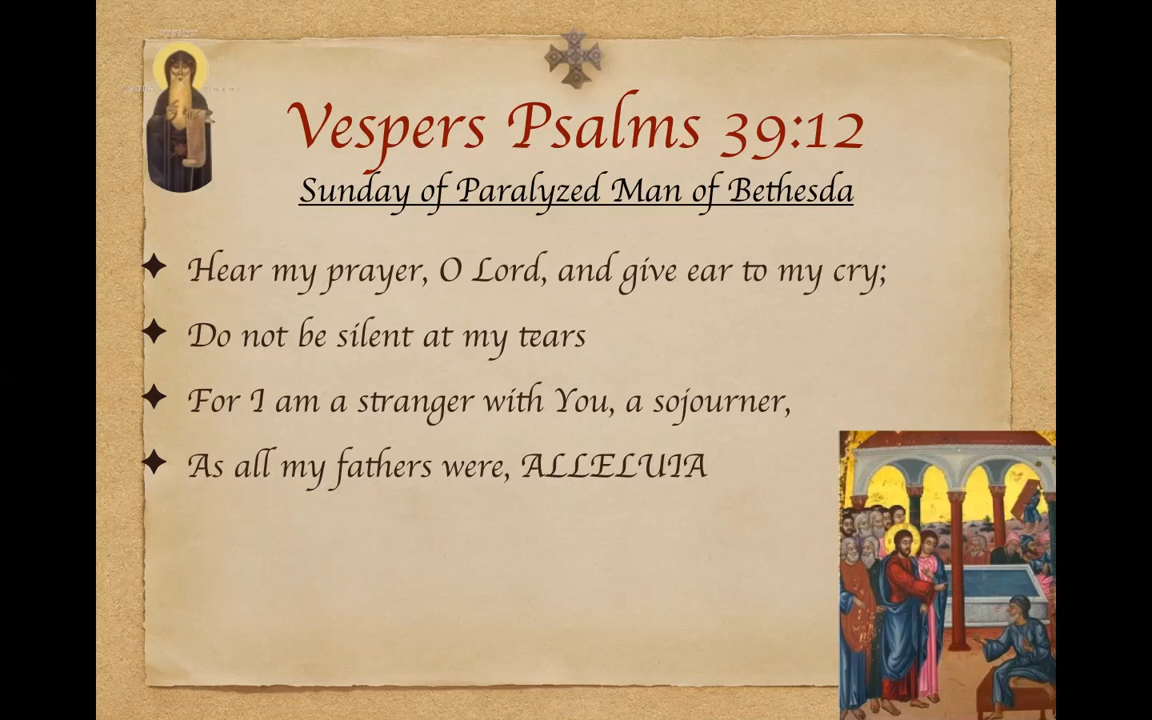 Vespers Psalms 39:12
Sunday of Paralyzed Man of Bethesda
Hear my prayer, O Lord, and give ear to my cry;
Do not be silent at my tears
For I am a stranger with You, a sojourner,
As all my fathers were, ALLELUIA